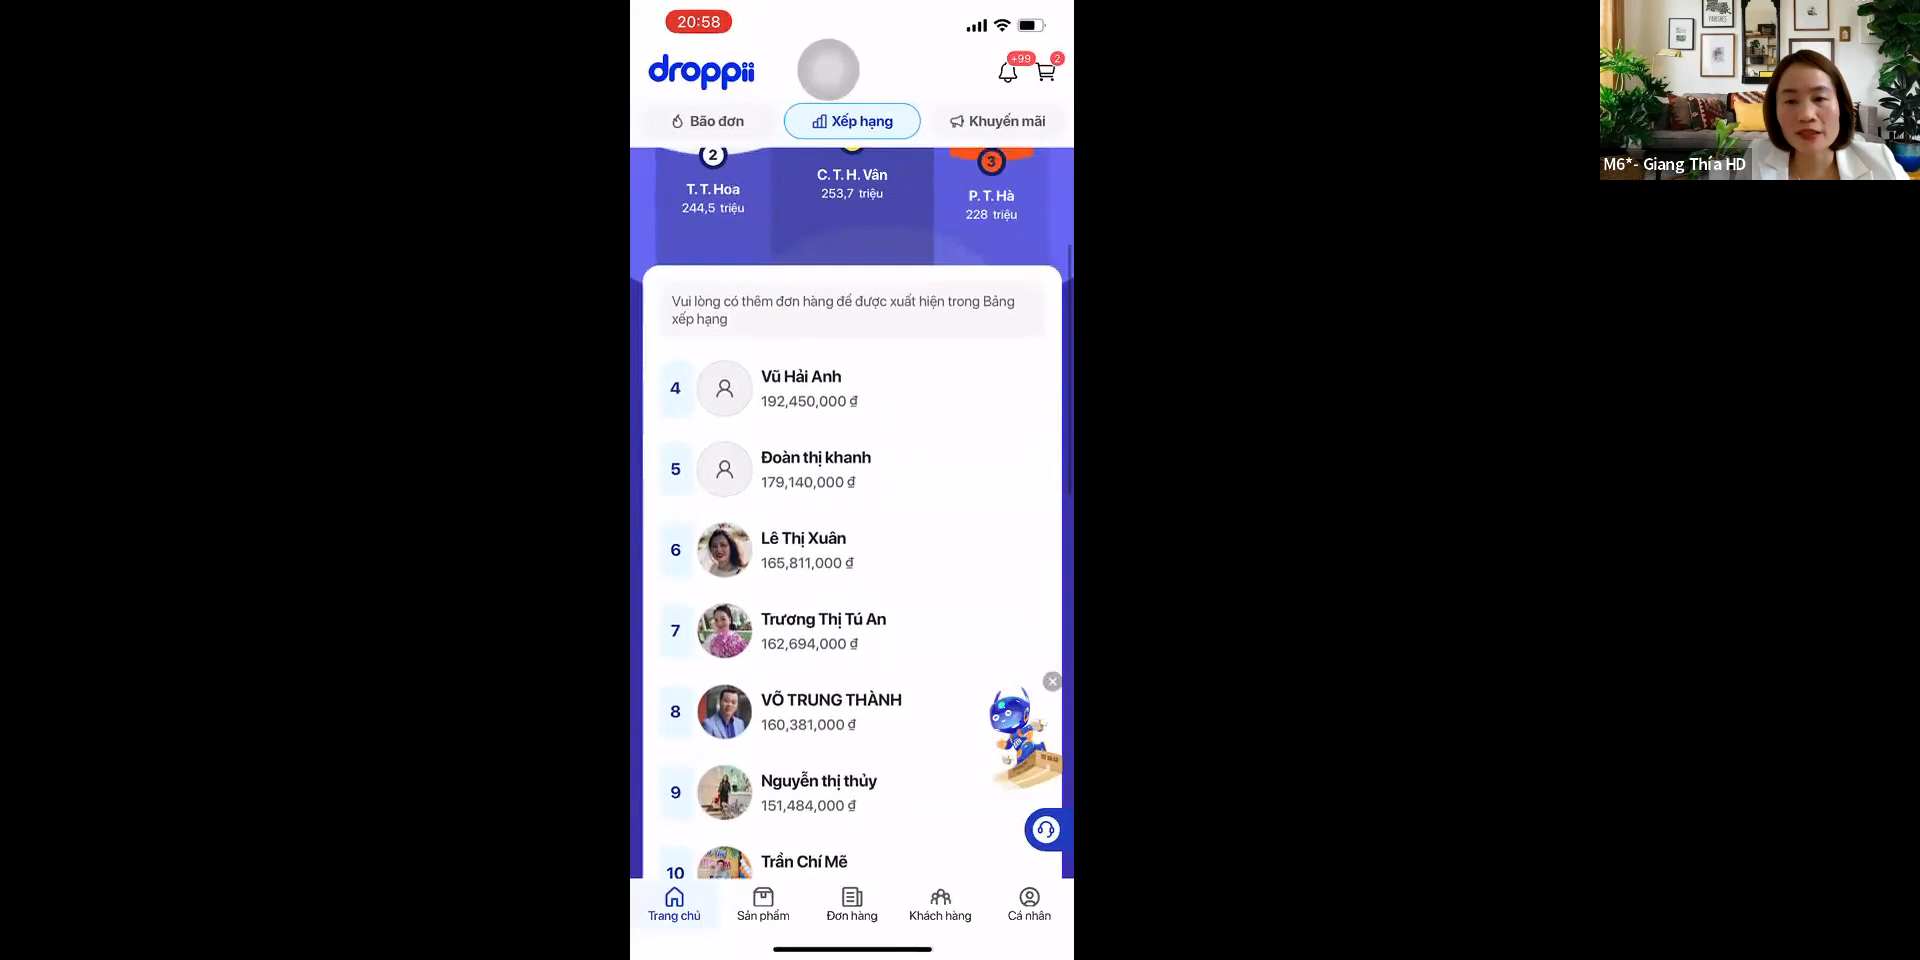 20:58
droppii
+99
2
Bão đơn
Xếp hạng
Khuyến mãi
2
3
T. T. Hoa
244,5 triệu
C. T. H. Vân
253,7 triệu
P. T. Hà
228 triệu
Vui lòng có thêm đơn hàng để được xuất hiện trong Bảng
xếp hạng
4
Vũ Hải Anh
192,450,000 ₫
5
Đoàn thị khanh
179,140,000 ₫
6
Lê Thị Xuân
165,811,000 ₫
7
Trương Thị Tú An
162,694,000 ₫
8
VÕ TRUNG THÀNH
160,381,000 ₫
9
Nguyễn thị thủy
151,484,000 ₫
10
Trần Chí Mẽ
Trang chủ
Sản phẩm
Đơn hàng
Khách hàng
Cá nhân
M6*- Giang Thía HD